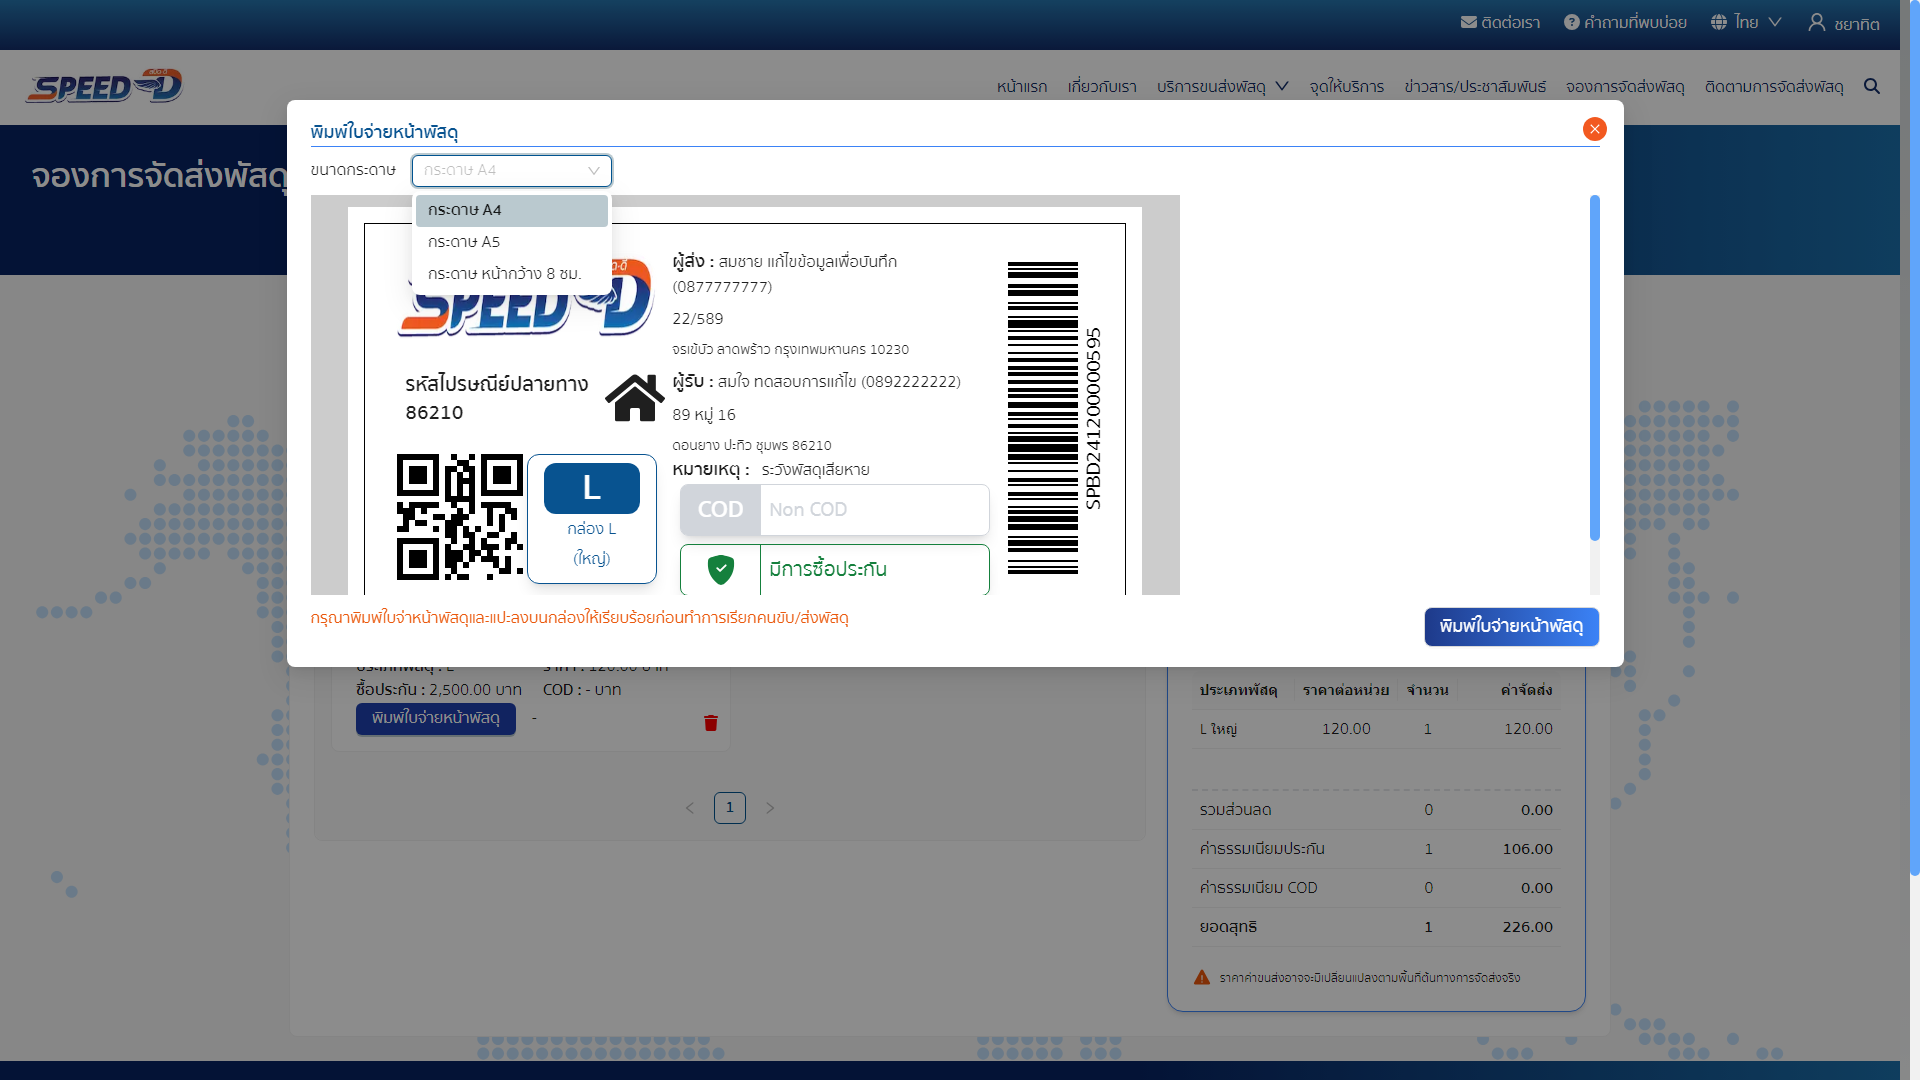 ติดต่อเรา
คำถามที่พบบ่อย
ไทย
ชยาทิต
สปีด-ดี
SPEED D
หน้าแรก
เกี่ยวกับเรา
บริการขนส่งพัสดุ
จุดให้บริการ
ข่าวสาร/ประชาสัมพันธ์
จองการจัดส่งพัสดุ
ติดตามการจัดส่งพัสดุ
จองการจัดส่งพัสดุ
พิมพ์ใบจ่ายหน้าพัสดุ
ขนาดกระดาษ
กระดาษ A4
กระดาษ A4
กระดาษ A5
กระดาษ หน้ากว้าง 8 ซม.
SPEED D
ผู้ส่ง : สมชาย แก้ไขข้อมูลเพื่อบันทึก
(0877777777)
22/589
จรเข้บัว ลาดพร้าว กรุงเทพมหานคร 10230
รหัสไปรษณีย์ปลายทาง
86210
ผู้รับ : สมใจ ทดสอบการแก้ไข (0892222222)
89 หมู่ 16
ดอนยาง ปะทิว ชุมพร 86210
หมายเหตุ : ระวังพัสดุเสียหาย
L
กล่อง L
(ใหญ่)
COD
Non COD
มีการซื้อประกัน
SPBD241200000595
กรุณาพิมพ์ใบจ่าหน้าพัสดุและแปะลงบนกล่องให้เรียบร้อยก่อนทำการเรียกคนขับ/ส่งพัสดุ
พิมพ์ใบจ่ายหน้าพัสดุ
ประเภทพัสดุ : L
ราคา : 120.00 บาท
ซื้อประกัน : 2,500.00 บาท
COD : - บาท
พิมพ์ใบจ่ายหน้าพัสดุ
-
1
ประเภทพัสดุ ราคาต่อหน่วย จำนวน ค่าจัดส่ง
L ใหญ่ 120.00 1 120.00
รวมส่วนลด 0 0.00
ค่าธรรมเนียมประกัน 1 106.00
ค่าธรรมเนียม COD 0 0.00
ยอดสุทธิ 1 226.00
ราคาค่าขนส่งอาจจะมีเปลี่ยนแปลงตามพื้นที่ต้นทางการจัดส่งจริง